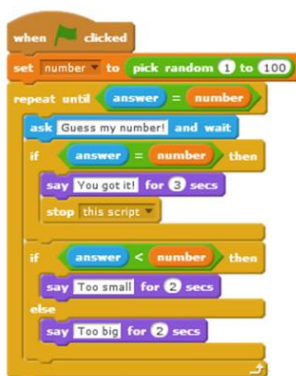 when clicked
set number to pick random 1 to 100
repeat until answer = number
ask Guess my number! and wait
if answer = number then
say You got it! for 3 secs
stop this script
if answer < number then
say Too small for 2 secs
else
say Too big for 2 secs